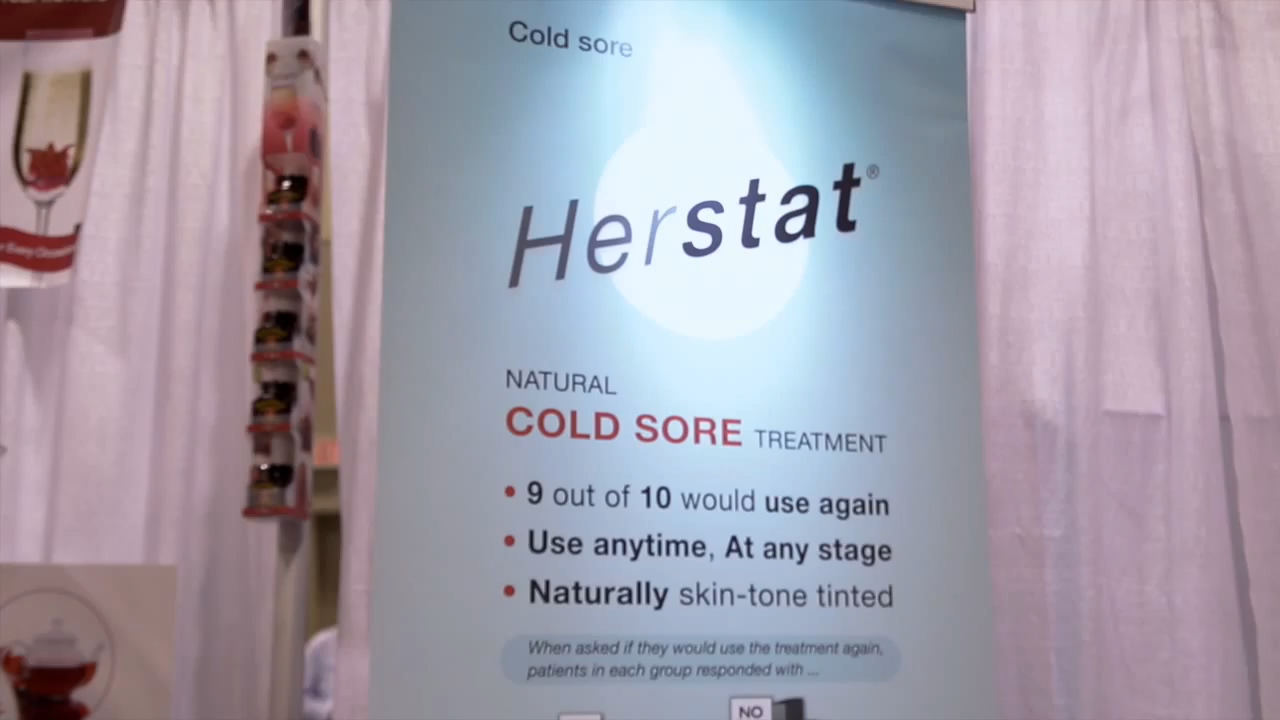 Cold sore
Herstat®
NATURAL
COLD SORE TREATMENT
• 9 out of 10 would use again
• Use anytime, At any stage
• Naturally skin-tone tinted
When asked if they would use the treatment again,
patients in each group responded with ...
NO